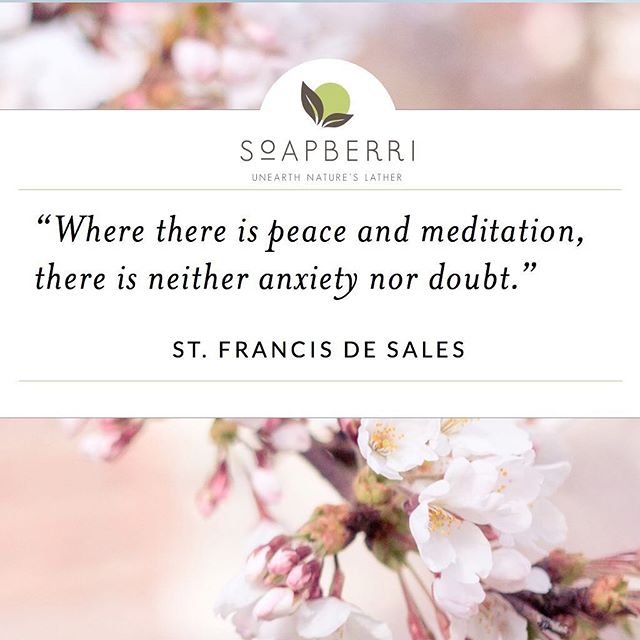 SOAPBERRI
UNEARTH NATURE'S LATHER
“Where there is peace and meditation,
there is neither anxiety nor doubt.”
ST. FRANCIS DE SALES